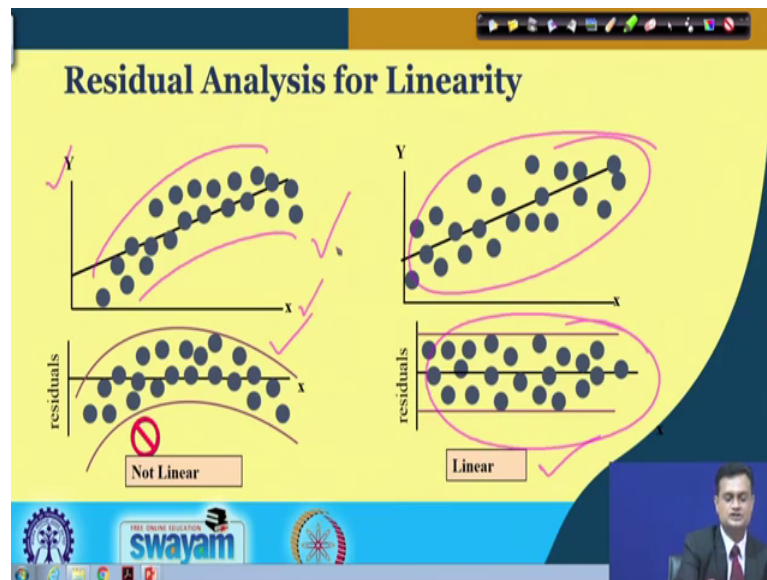 Residual Analysis for Linearity
Y
x
Y
x
residuals
x
Not Linear
residuals
x
Linear
FREE ONLINE EDUCATION
swayam